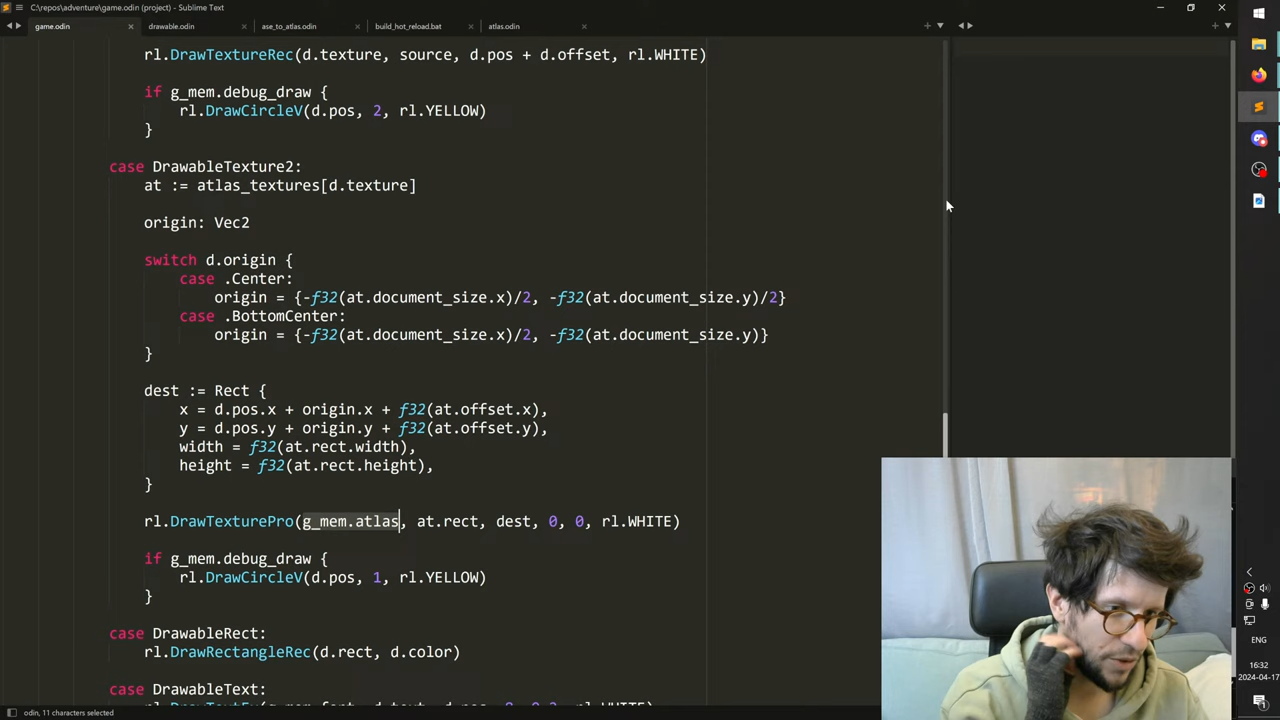 C:\repos\adventure\game.odin (project) - Sublime Text
game.odin
drawable.odin
ase_to_atlas.odin
build_hot_reload.bat
atlas.odin
rl.DrawTextureRec(d.texture, source, d.pos + d.offset, rl.WHITE)
if g_mem.debug_draw {
rl.DrawCircleV(d.pos, 2, rl.YELLOW)
}
case DrawableTexture2:
at := atlas_textures[d.texture]
origin: Vec2
switch d.origin {
case .Center:
origin = {-f32(at.document_size.x)/2, -f32(at.document_size.y)/2}
case .BottomCenter:
origin = {-f32(at.document_size.x)/2, -f32(at.document_size.y)}
}
dest := Rect {
x = d.pos.x + origin.x + f32(at.offset.x),
y = d.pos.y + origin.y + f32(at.offset.y),
width = f32(at.rect.width),
height = f32(at.rect.height),
}
rl.DrawTexturePro(g_mem.atlas, at.rect, dest, 0, 0, rl.WHITE)
if g_mem.debug_draw {
rl.DrawCircleV(d.pos, 1, rl.YELLOW)
}
case DrawableRect:
rl.DrawRectangleRec(d.rect, d.color)
case DrawableText:
odin, 11 characters selected
ENG
16:32
2024-04-17